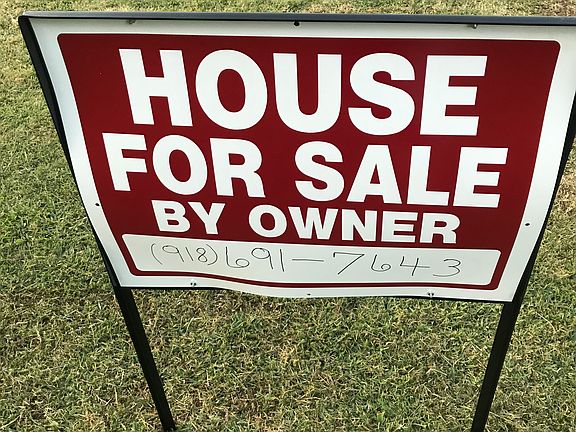 HOUSE
FOR SALE
BY OWNER
(918)691-7643